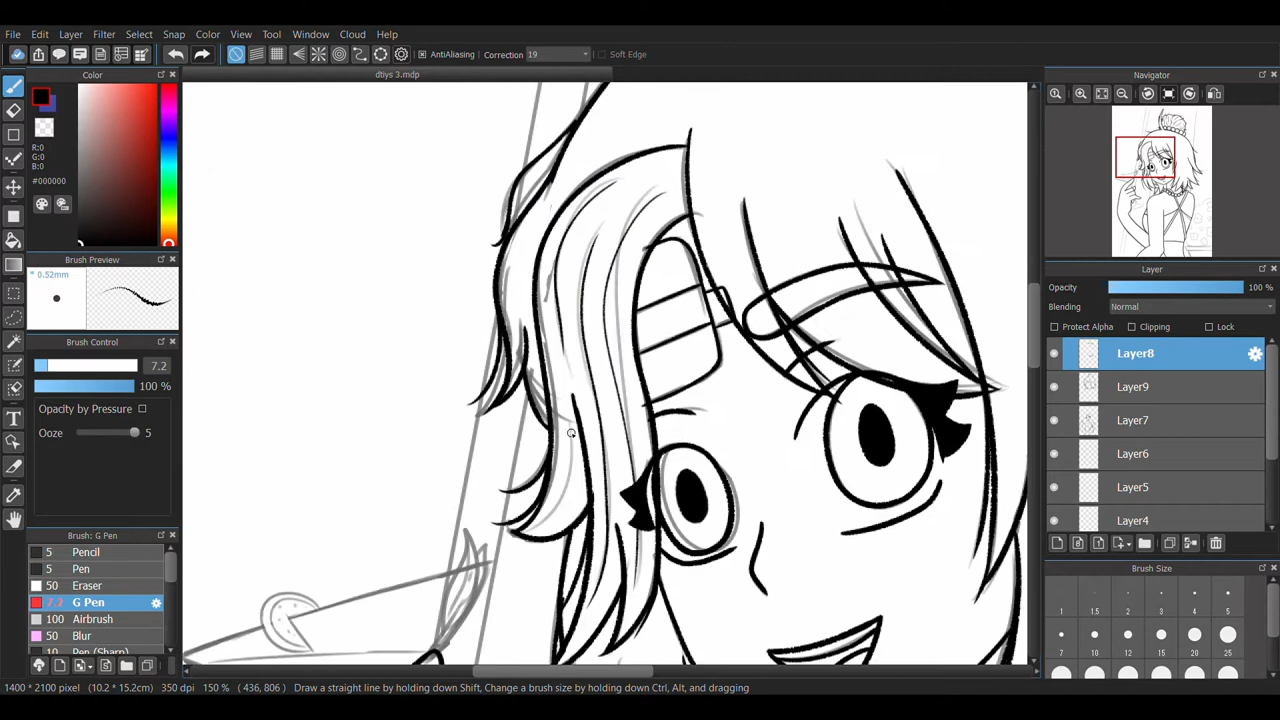 File Edit Layer Filter Select Snap Color View Tool Window Cloud Help
AntiAliasing Correction 19 Soft Edge
Color
dtiys 3.mdp
Navigator
R:0
G:0
B:0
#000000
Brush Preview
* 0.52mm
Brush Control
7.2
100 %
Opacity by Pressure
Ooze 5
Brush: G Pen
5 Pencil
5 Pen
50 Eraser
7.2 G Pen
100 Airbrush
50 Blur
10 Pen (Sharp)
Layer
Opacity 100 %
Blending Normal
Protect Alpha Clipping Lock
Layer8
Layer9
Layer7
Layer6
Layer5
Layer4
Brush Size
1 1.5 2 3 4 5
7 10 12 15 20 25
1400 * 2100 pixel (10.2 * 15.2cm) 350 dpi 150 % ( 436, 806 ) Draw a straight line by holding down Shift, Change a brush size by holding down Ctrl, Alt, and dragging